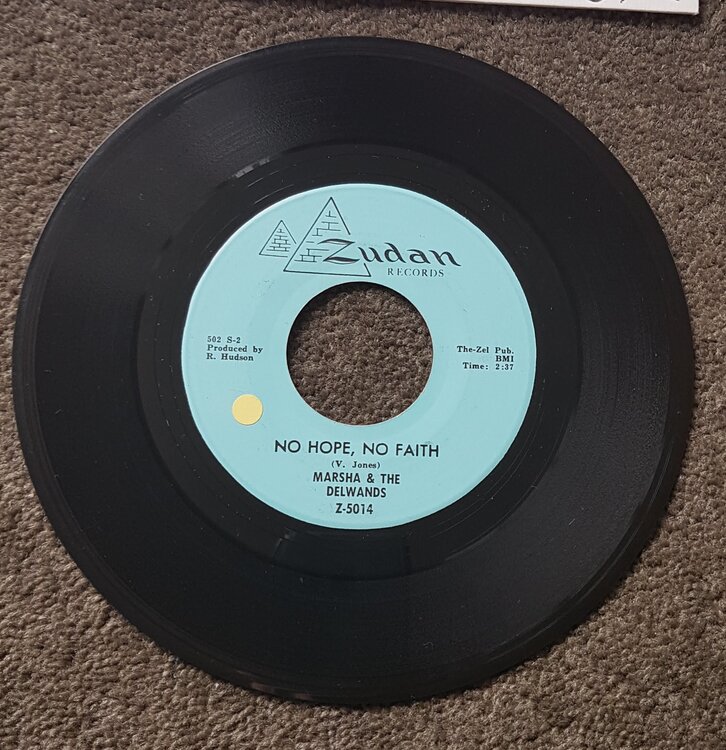 Zudan
RECORDS
502 S-2
Produced by
R. Hudson
The-Zel Pub.
BMI
Time: 2:37
NO HOPE, NO FAITH
(V. Jones)
MARSHA & THE
DELWANDS
Z-5014